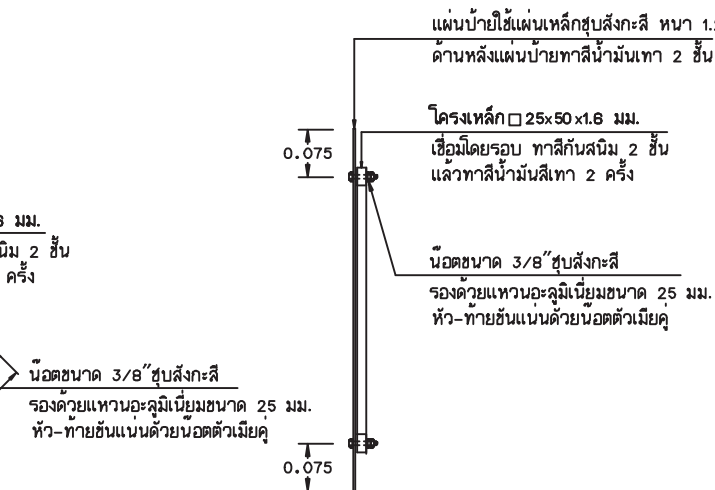 แผ่นป้ายใช้แผ่นเหล็กชุบสังกะสี หนา
ด้านหลังแผ่นป้ายทาสีน้ำมันเทา 2 ชั้น
โครงเหล็ก □ 25x50x1.6 มม.
เชื่อมโดยรอบ ทาสีกันสนิม 2 ชั้น
แล้วทาสีน้ำมันสีเทา 2 ครั้ง
0.075
มม.
2 ชั้น
ครั้ง
น๊อตขนาด 3/8" ชุบสังกะสี
รองด้วยแหวนอะลูมิเนี่ยมขนาด 25 มม.
หัว-ท้ายขันแน่นด้วยน๊อตตัวเมียคู่
น๊อตขนาด 3/8" ชุบสังกะสี
รองด้วยแหวนอะลูมิเนี่ยมขนาด 25 มม.
หัว-ท้ายขันแน่นด้วยน๊อตตัวเมียคู่
0.075